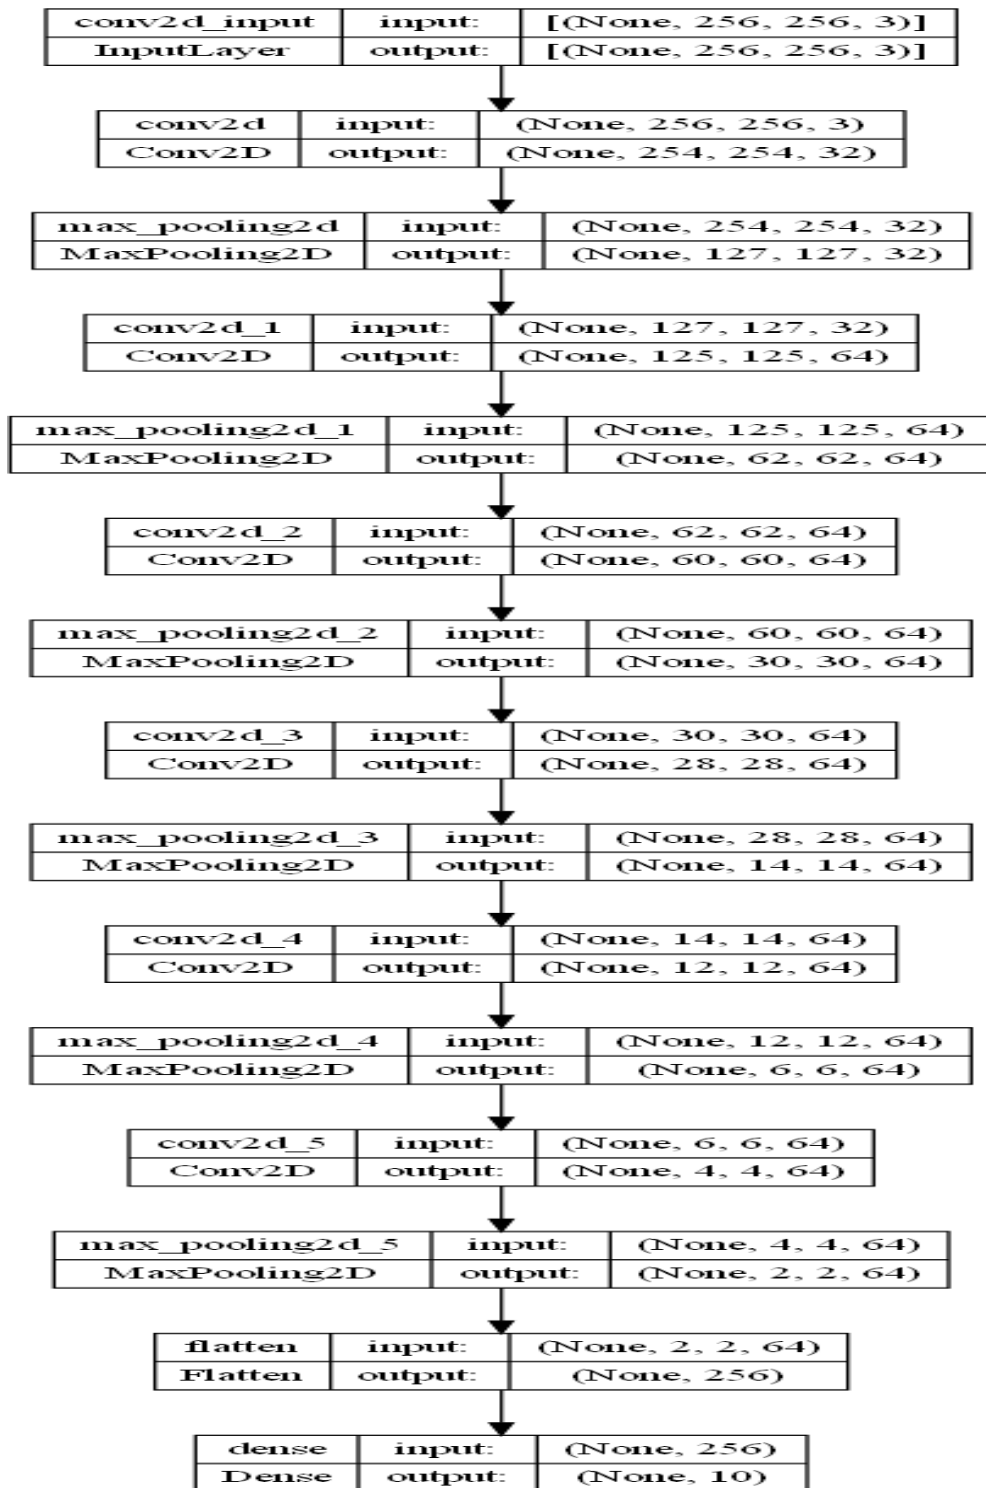 conv2d_input input: [(None, 256, 256, 3)]
InputLayer output: [(None, 256, 256, 3)]
conv2d input: (None, 256, 256, 3)
Conv2D output: (None, 254, 254, 32)
max_pooling2d input: (None, 254, 254, 32)
MaxPooling2D output: (None, 127, 127, 32)
conv2d_1 input: (None, 127, 127, 32)
Conv2D output: (None, 125, 125, 64)
max_pooling2d_1 input: (None, 125, 125, 64)
MaxPooling2D output: (None, 62, 62, 64)
conv2d_2 input: (None, 62, 62, 64)
Conv2D output: (None, 60, 60, 64)
max_pooling2d_2 input: (None, 60, 60, 64)
MaxPooling2D output: (None, 30, 30, 64)
conv2d_3 input: (None, 30, 30, 64)
Conv2D output: (None, 28, 28, 64)
max_pooling2d_3 input: (None, 28, 28, 64)
MaxPooling2D output: (None, 14, 14, 64)
conv2d_4 input: (None, 14, 14, 64)
Conv2D output: (None, 12, 12, 64)
max_pooling2d_4 input: (None, 12, 12, 64)
MaxPooling2D output: (None, 6, 6, 64)
conv2d_5 input: (None, 6, 6, 64)
Conv2D output: (None, 4, 4, 64)
max_pooling2d_5 input: (None, 4, 4, 64)
MaxPooling2D output: (None, 2, 2, 64)
flatten input: (None, 2, 2, 64)
Flatten output: (None, 256)
dense input: (None, 256)
Dense output: (None, 10)